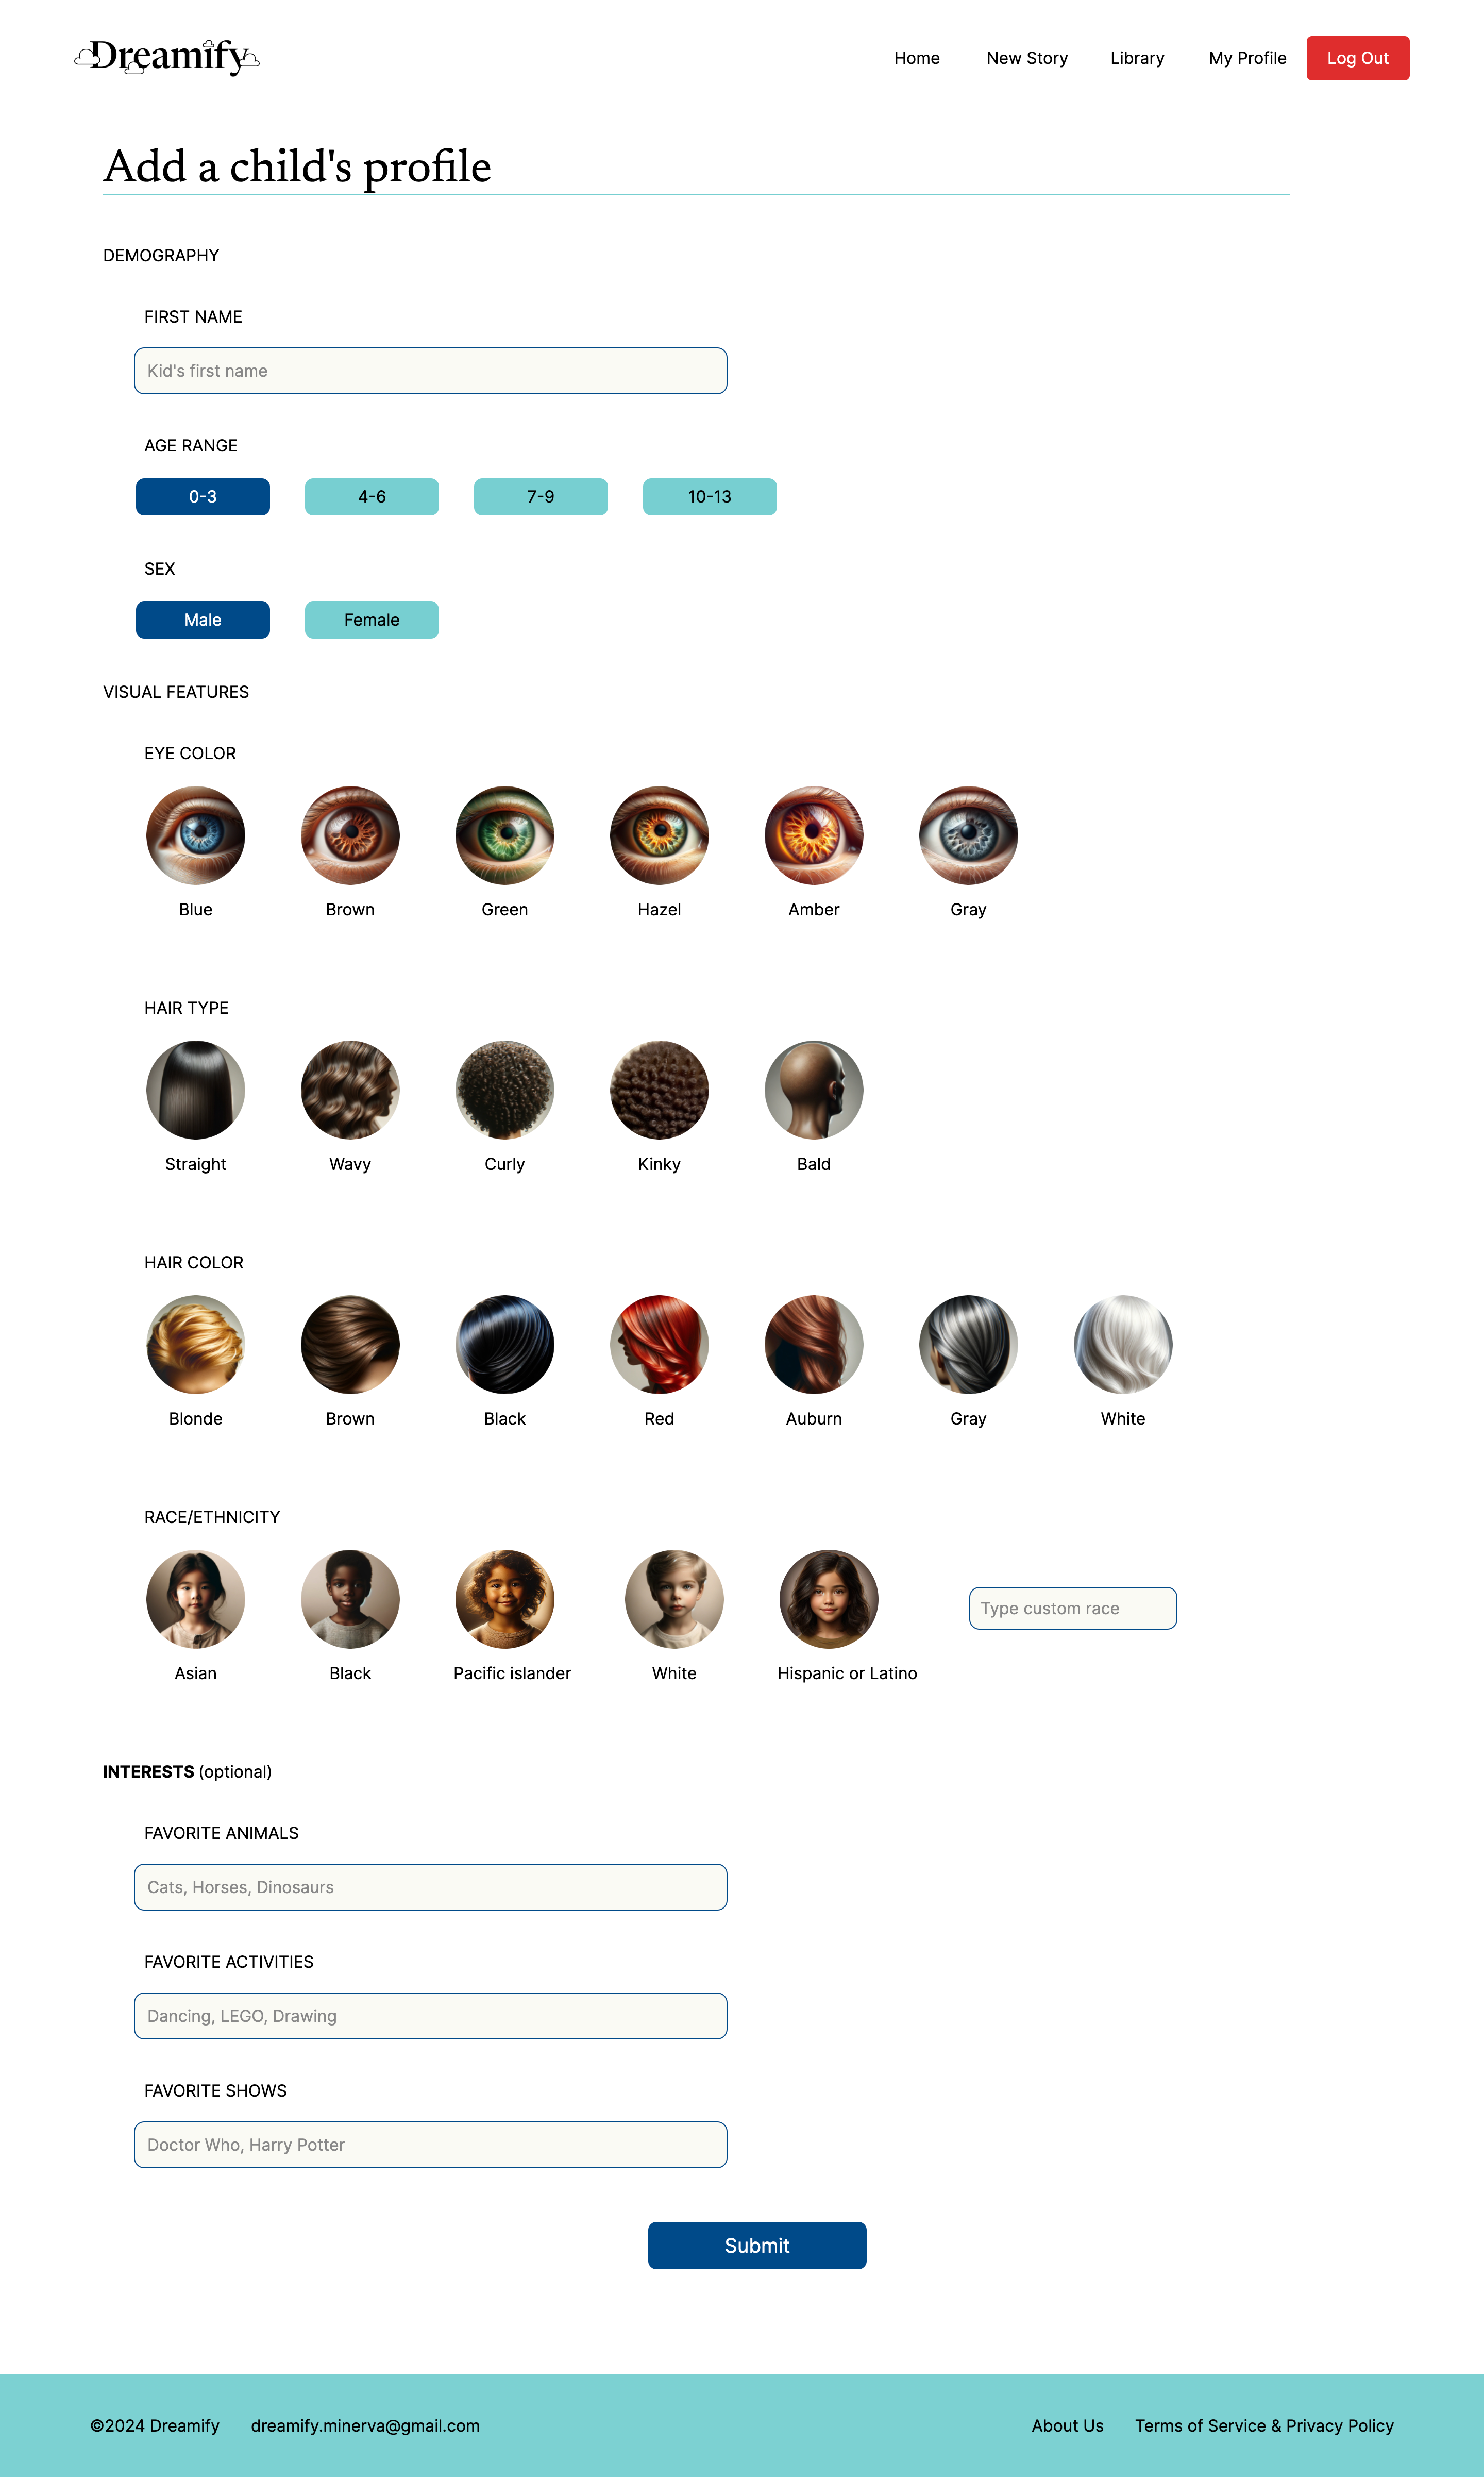 Dreamify
Home New Story Library My Profile Log Out
Add a child's profile
DEMOGRAPHY
FIRST NAME
Kid's first name
AGE RANGE
0-3 4-6 7-9 10-13
SEX
Male Female
VISUAL FEATURES
EYE COLOR
Blue Brown Green Hazel Amber Gray
HAIR TYPE
Straight Wavy Curly Kinky Bald
HAIR COLOR
Blonde Brown Black Red Auburn Gray White
RACE/ETHNICITY
Type custom race
Asian Black Pacific islander White Hispanic or Latino
INTERESTS (optional)
FAVORITE ANIMALS
Cats, Horses, Dinosaurs
FAVORITE ACTIVITIES
Dancing, LEGO, Drawing
FAVORITE SHOWS
Doctor Who, Harry Potter
Submit
©2024 Dreamify dreamify.minerva@gmail.com About Us Terms of Service & Privacy Policy